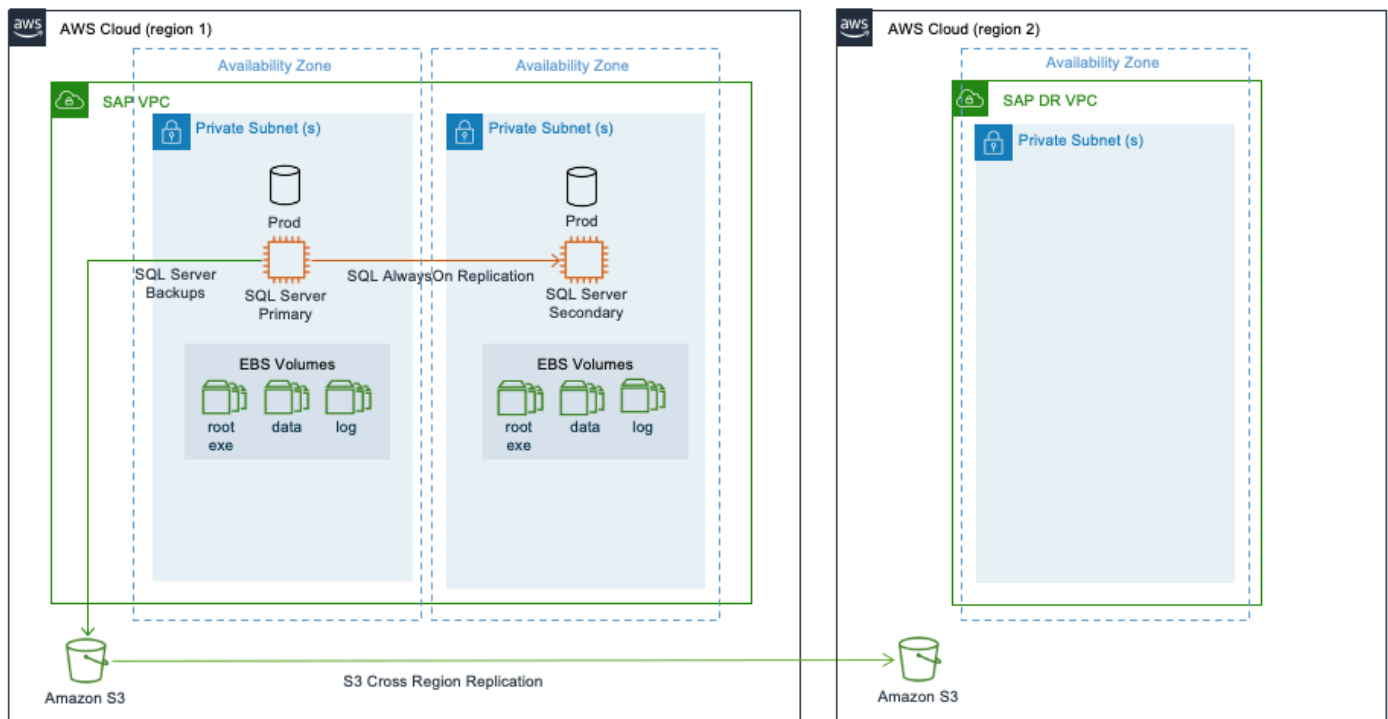 aws
AWS Cloud (region 1)
Availability Zone
Availability Zone
SAP VPC
Private Subnet (s)
Private Subnet (s)
Prod
Prod
SQL Server
Backups
SQL AlwaysOn Replication
SQL Server
Primary
SQL Server
Secondary
EBS Volumes
root
exe
data
log
EBS Volumes
root
exe
data
log
Amazon S3
S3 Cross Region Replication
aws
AWS Cloud (region 2)
Availability Zone
SAP DR VPC
Private Subnet (s)
Amazon S3